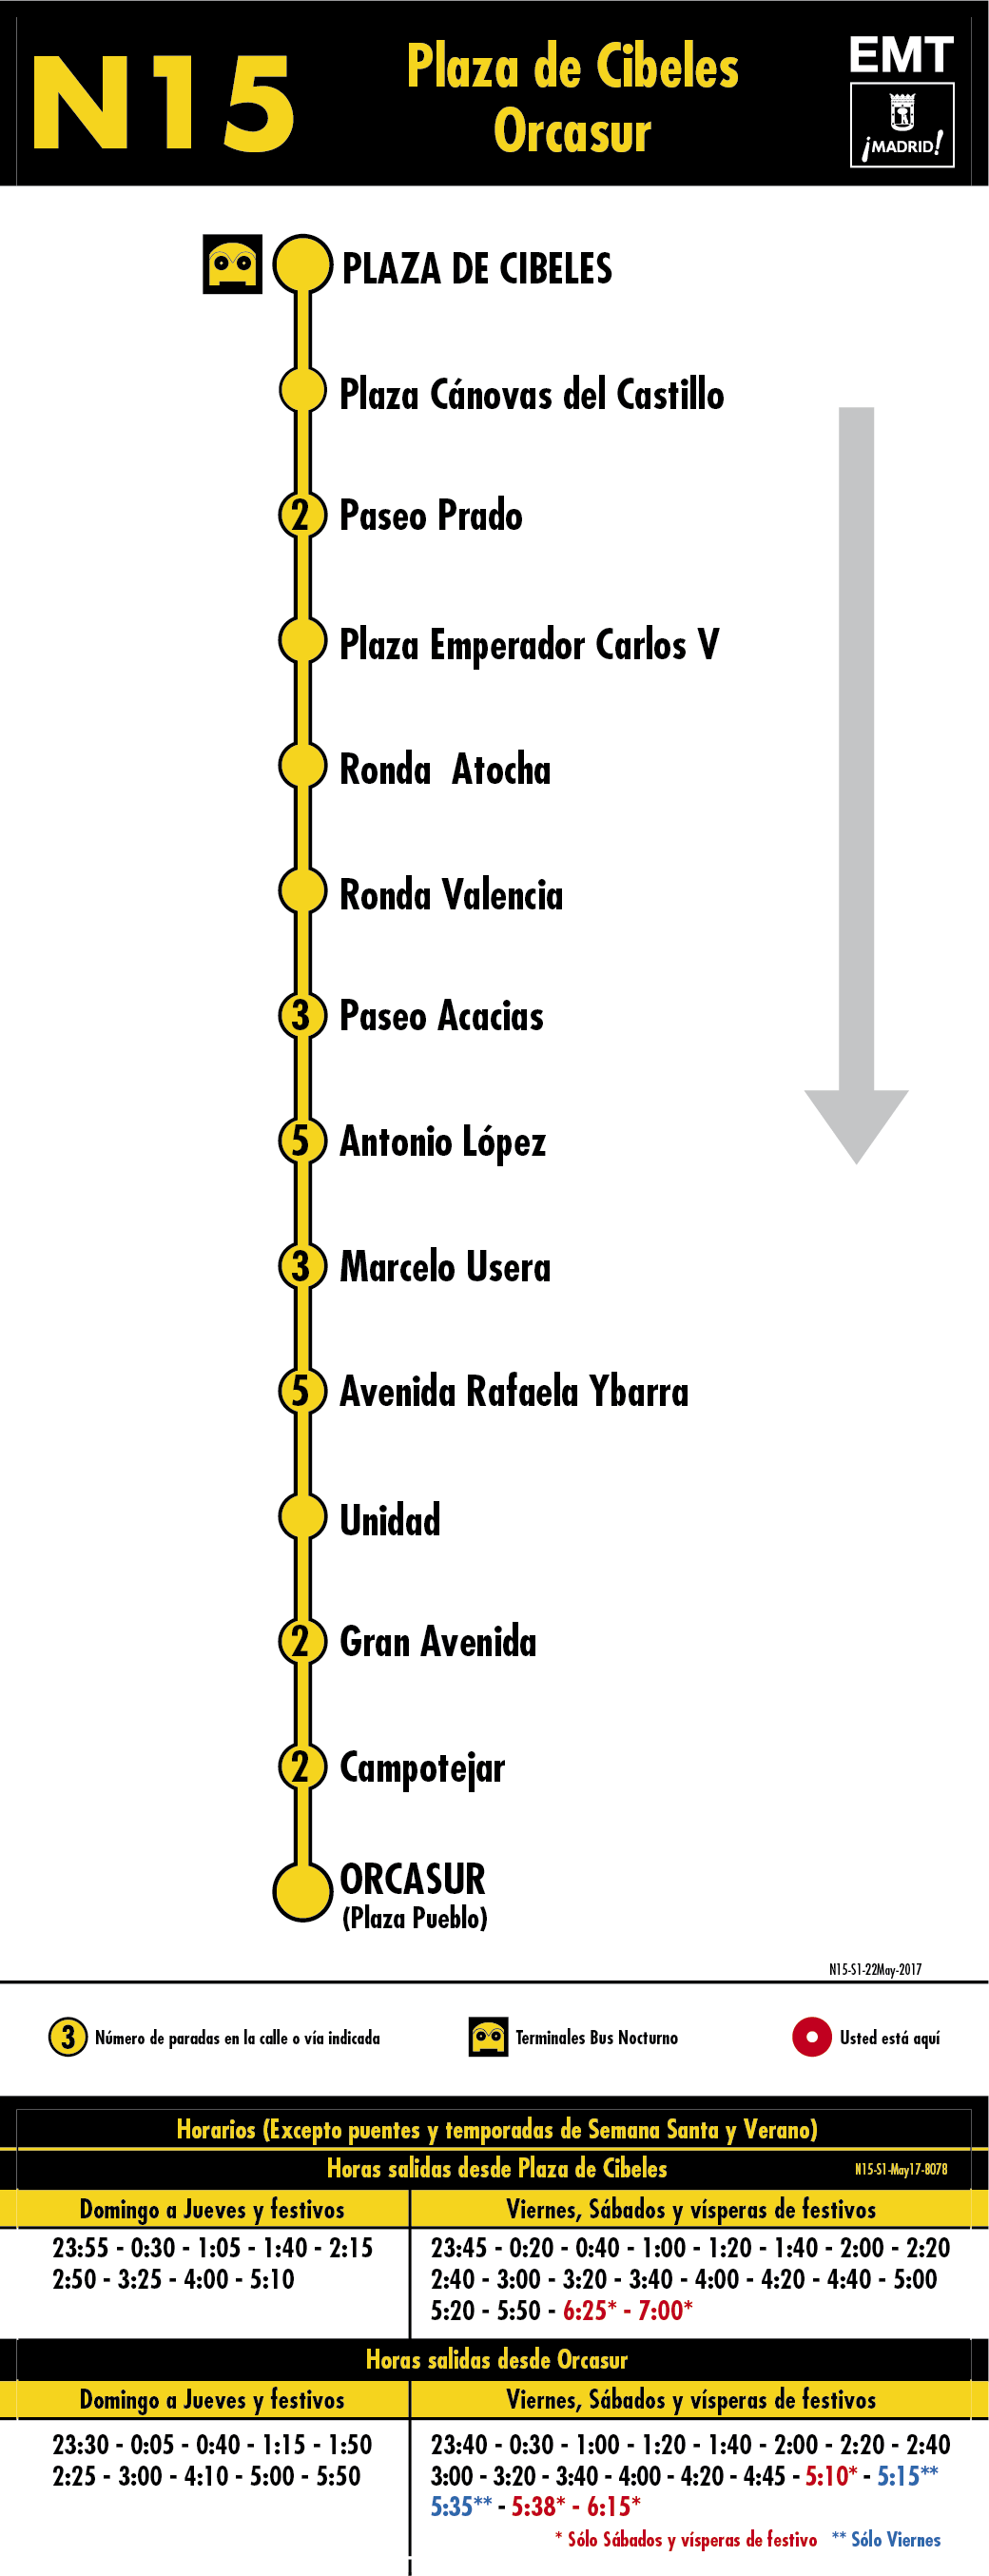 N15
Plaza de Cibeles
Orcasur
EMT
¡MADRID!
PLAZA DE CIBELES
Plaza Cánovas del Castillo
2 Paseo Prado
Plaza Emperador Carlos V
Ronda Atocha
Ronda Valencia
3 Paseo Acacias
5 Antonio López
3 Marcelo Usera
5 Avenida Rafaela Ybarra
Unidad
2 Gran Avenida
2 Campotejar
ORCASUR
(Plaza Pueblo)
N15-S1-22May-2017
3 Número de paradas en la calle o vía indicada
Terminales Bus Nocturno
Usted está aquí
Horarios (Excepto puentes y temporadas de Semana Santa y Verano)
Horas salidas desde Plaza de Cibeles
N15-S1-May17-8078
Domingo a Jueves y festivos
23:55 - 0:30 - 1:05 - 1:40 - 2:15
2:50 - 3:25 - 4:00 - 5:10
Viernes, Sábados y vísperas de festivos
23:45 - 0:20 - 0:40 - 1:00 - 1:20 - 1:40 - 2:00 - 2:20
2:40 - 3:00 - 3:20 - 3:40 - 4:00 - 4:20 - 4:40 - 5:00
5:20 - 5:50 - 6:25* - 7:00*
Horas salidas desde Orcasur
Domingo a Jueves y festivos
23:30 - 0:05 - 0:40 - 1:15 - 1:50
2:25 - 3:00 - 4:10 - 5:00 - 5:50
Viernes, Sábados y vísperas de festivos
23:40 - 0:30 - 1:00 - 1:20 - 1:40 - 2:00 - 2:20 - 2:40
3:00 - 3:20 - 3:40 - 4:00 - 4:20 - 4:45 - 5:10* - 5:15**
5:35** - 5:38* - 6:15*
* Sólo Sábados y vísperas de festivo ** Sólo Viernes